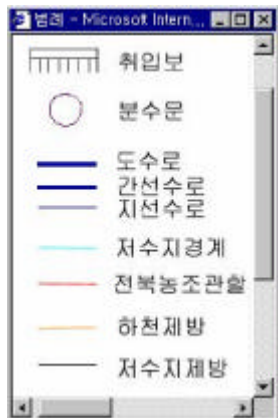 범례 - Microsoft Intern...
취입보
분수문
도수로
간선수로
지선수로
저수지경계
전북농조관할
하천제방
저수지제방